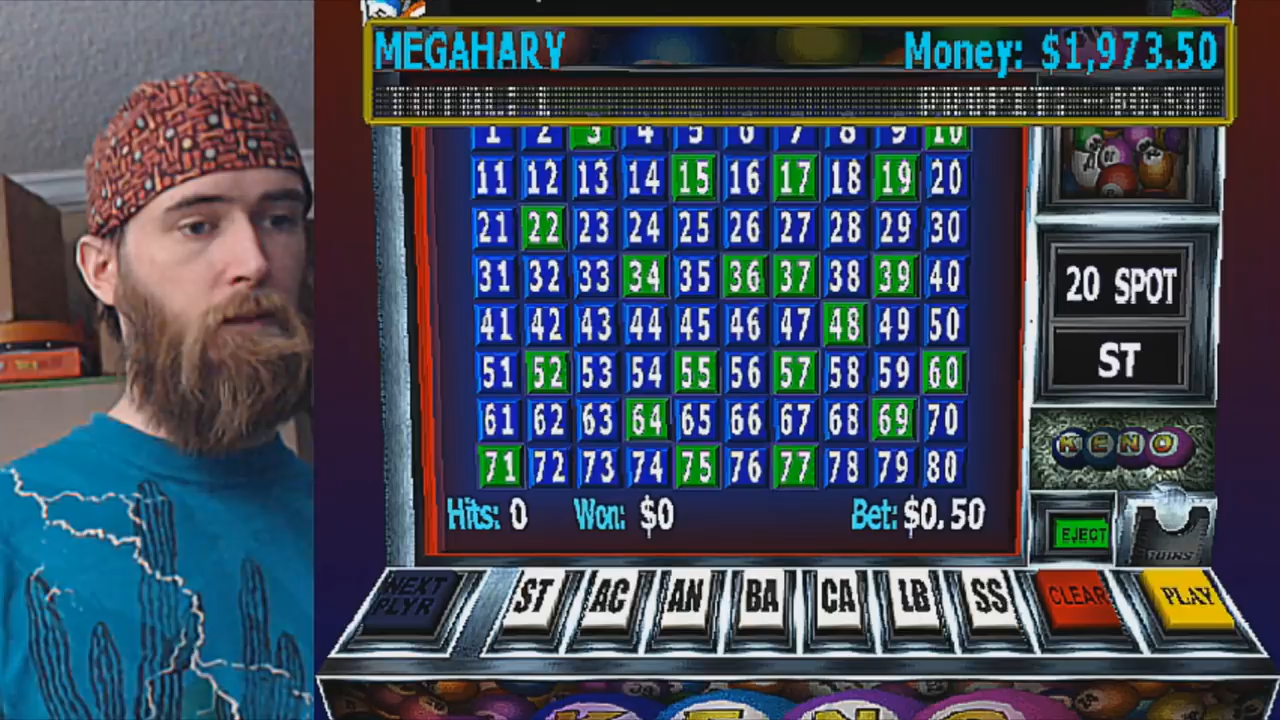 MEGAHARV Money: $1,973.50
1 2 3 4 5 6 7 8 9 10
11 12 13 14 15 16 17 18 19 20
21 22 23 24 25 26 27 28 29 30
31 32 33 34 35 36 37 38 39 40
41 42 43 44 45 46 47 48 49 50
51 52 53 54 55 56 57 58 59 60
61 62 63 64 65 66 67 68 69 70
71 72 73 74 75 76 77 78 79 80
Hits: 0 Won: $0 Bet: $0.50
20 SPOT
ST
KENO
EJECT
COINS
NEXT PLYR ST AC AN BA CA LB SS CLEAR PLAY
KENO